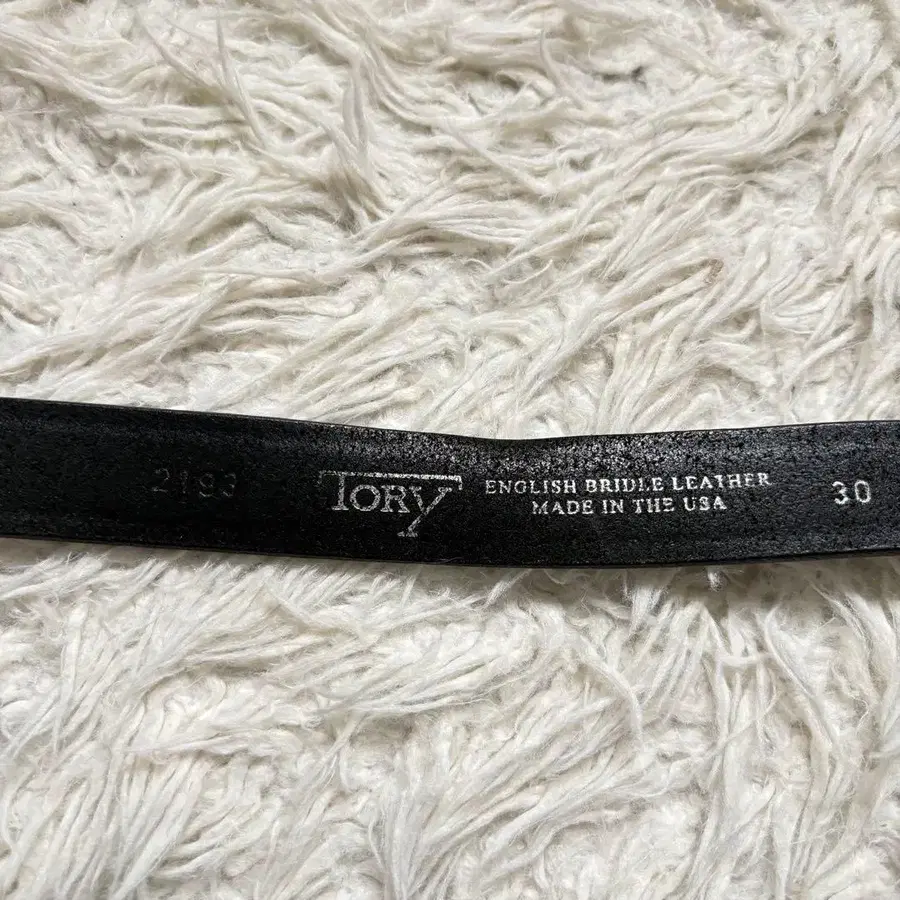 2193
TORY
ENGLISH BRIDLE LEATHER
MADE IN THE USA
30